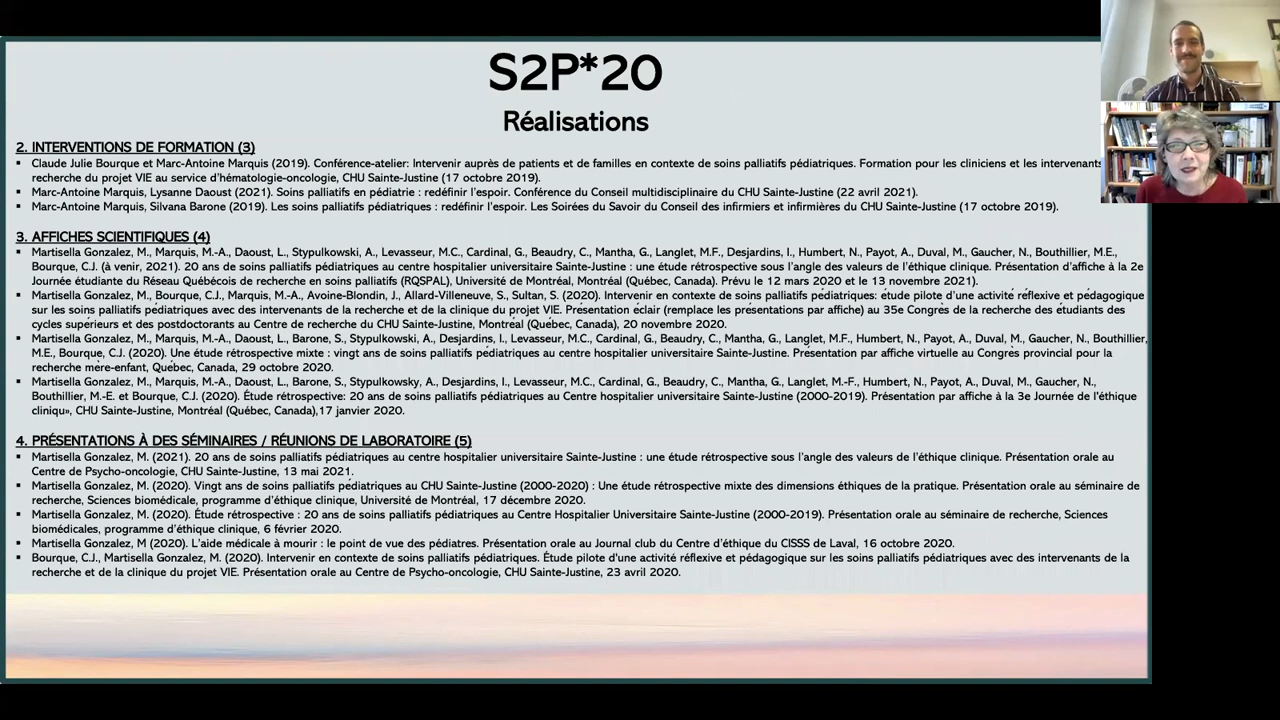 S2P*20
Réalisations
2. INTERVENTIONS DE FORMATION (3)
▪ Claude Julie Bourque et Marc-Antoine Marquis (2019). Conférence-atelier: Intervenir auprès de patients et de familles en contexte de soins palliatifs pédiatriques. Formation pour les cliniciens et les intervenants
recherche du projet VIE au service d'hématologie-oncologie, CHU Sainte-Justine (17 octobre 2019).
▪ Marc-Antoine Marquis, Lysanne Daoust (2021). Soins palliatifs en pédiatrie : redéfinir l'espoir. Conférence du Conseil multidisciplinaire du CHU Sainte-Justine (22 avril 2021).
▪ Marc-Antoine Marquis, Silvana Barone (2019). Les soins palliatifs pédiatriques : redéfinir l'espoir. Les Soirées du Savoir du Conseil des infirmiers et infirmières du CHU Sainte-Justine (17 octobre 2019).
3. AFFICHES SCIENTIFIQUES (4)
▪ Martisella Gonzalez, M., Marquis, M.-A., Daoust, L., Stypulkowski, A., Levasseur, M.C., Cardinal, G., Beaudry, C., Mantha, G., Langlet, M.F., Desjardins, I., Humbert, N., Payot, A., Duval, M., Gaucher, N., Bouthillier, M.E.,
Bourque, C.J. (à venir, 2021). 20 ans de soins palliatifs pédiatriques au centre hospitalier universitaire Sainte-Justine : une étude rétrospective sous l'angle des valeurs de l'éthique clinique. Présentation d'affiche à la 2e
Journée étudiante du Réseau Québécois de recherche en soins palliatifs (RQSPAL), Université de Montréal, Montréal (Québec, Canada). Prévu le 12 mars 2020 et le 13 novembre 2021).
▪ Martisella Gonzalez, M., Bourque, C.J., Marquis, M.-A., Avoine-Blondin, J., Allard-Villeneuve, S., Sultan, S. (2020). Intervenir en contexte de soins palliatifs pédiatriques: étude pilote d'une activité réflexive et pédagogique
sur les soins palliatifs pédiatriques avec des intervenants de la recherche et de la clinique du projet VIE. Présentation éclair (remplace les présentations par affiche) au 35e Congrès de la recherche des étudiants des
cycles supérieurs et des postdoctorants au Centre de recherche du CHU Sainte-Justine, Montréal (Québec, Canada), 20 novembre 2020.
▪ Martisella Gonzalez, M., Marquis, M.-A., Daoust, L., Barone, S., Stypulkowski, A., Desjardins, I., Levasseur, M.C., Cardinal, G., Beaudry, C., Mantha, G., Langlet, M.F., Humbert, N., Payot, A., Duval, M., Gaucher, N., Bouthillier,
M.E., Bourque, C.J. (2020). Une étude rétrospective mixte : vingt ans de soins palliatifs pédiatriques au centre hospitalier universitaire Sainte-Justine. Présentation par affiche virtuelle au Congrès provincial pour la
recherche mère-enfant, Québec, Canada, 29 octobre 2020.
▪ Martisella Gonzalez, M., Marquis, M.-A., Daoust, L., Barone, S., Stypulkowsky, A., Desjardins, I., Levasseur, M.C., Cardinal, G., Beaudry, C., Mantha, G., Langlet, M.-F., Humbert, N., Payot, A., Duval, M., Gaucher, N.,
Bouthillier, M.-E. et Bourque, C.J. (2020). Étude rétrospective: 20 ans de soins palliatifs pédiatriques au Centre hospitalier universitaire Sainte-Justine (2000-2019). Présentation par affiche à la 3e Journée de l'éthique
cliniqu», CHU Sainte-Justine, Montréal (Québec, Canada),17 janvier 2020.
4. PRÉSENTATIONS À DES SÉMINAIRES / RÉUNIONS DE LABORATOIRE (5)
▪ Martisella Gonzalez, M. (2021). 20 ans de soins palliatifs pédiatriques au centre hospitalier universitaire Sainte-Justine : une étude rétrospective sous l'angle des valeurs de l'éthique clinique. Présentation orale au
Centre de Psycho-oncologie, CHU Sainte-Justine, 13 mai 2021.
▪ Martisella Gonzalez, M. (2020). Vingt ans de soins palliatifs pédiatriques au CHU Sainte-Justine (2000-2020) : Une étude rétrospective mixte des dimensions éthiques de la pratique. Présentation orale au séminaire de
recherche, Sciences biomédicale, programme d'éthique clinique, Université de Montréal, 17 décembre 2020.
▪ Martisella Gonzalez, M. (2020). Étude rétrospective : 20 ans de soins palliatifs pédiatriques au Centre Hospitalier Universitaire Sainte-Justine (2000-2019). Présentation orale au séminaire de recherche, Sciences
biomédicales, programme d'éthique clinique, 6 février 2020.
▪ Martisella Gonzalez, M (2020). L'aide médicale à mourir : le point de vue des pédiatres. Présentation orale au Journal club du Centre d'éthique du CISSS de Laval, 16 octobre 2020.
▪ Bourque, C.J., Martisella Gonzalez, M. (2020). Intervenir en contexte de soins palliatifs pédiatriques. Étude pilote d'une activité réflexive et pédagogique sur les soins palliatifs pédiatriques avec des intervenants de la
recherche et de la clinique du projet VIE. Présentation orale au Centre de Psycho-oncologie, CHU Sainte-Justine, 23 avril 2020.